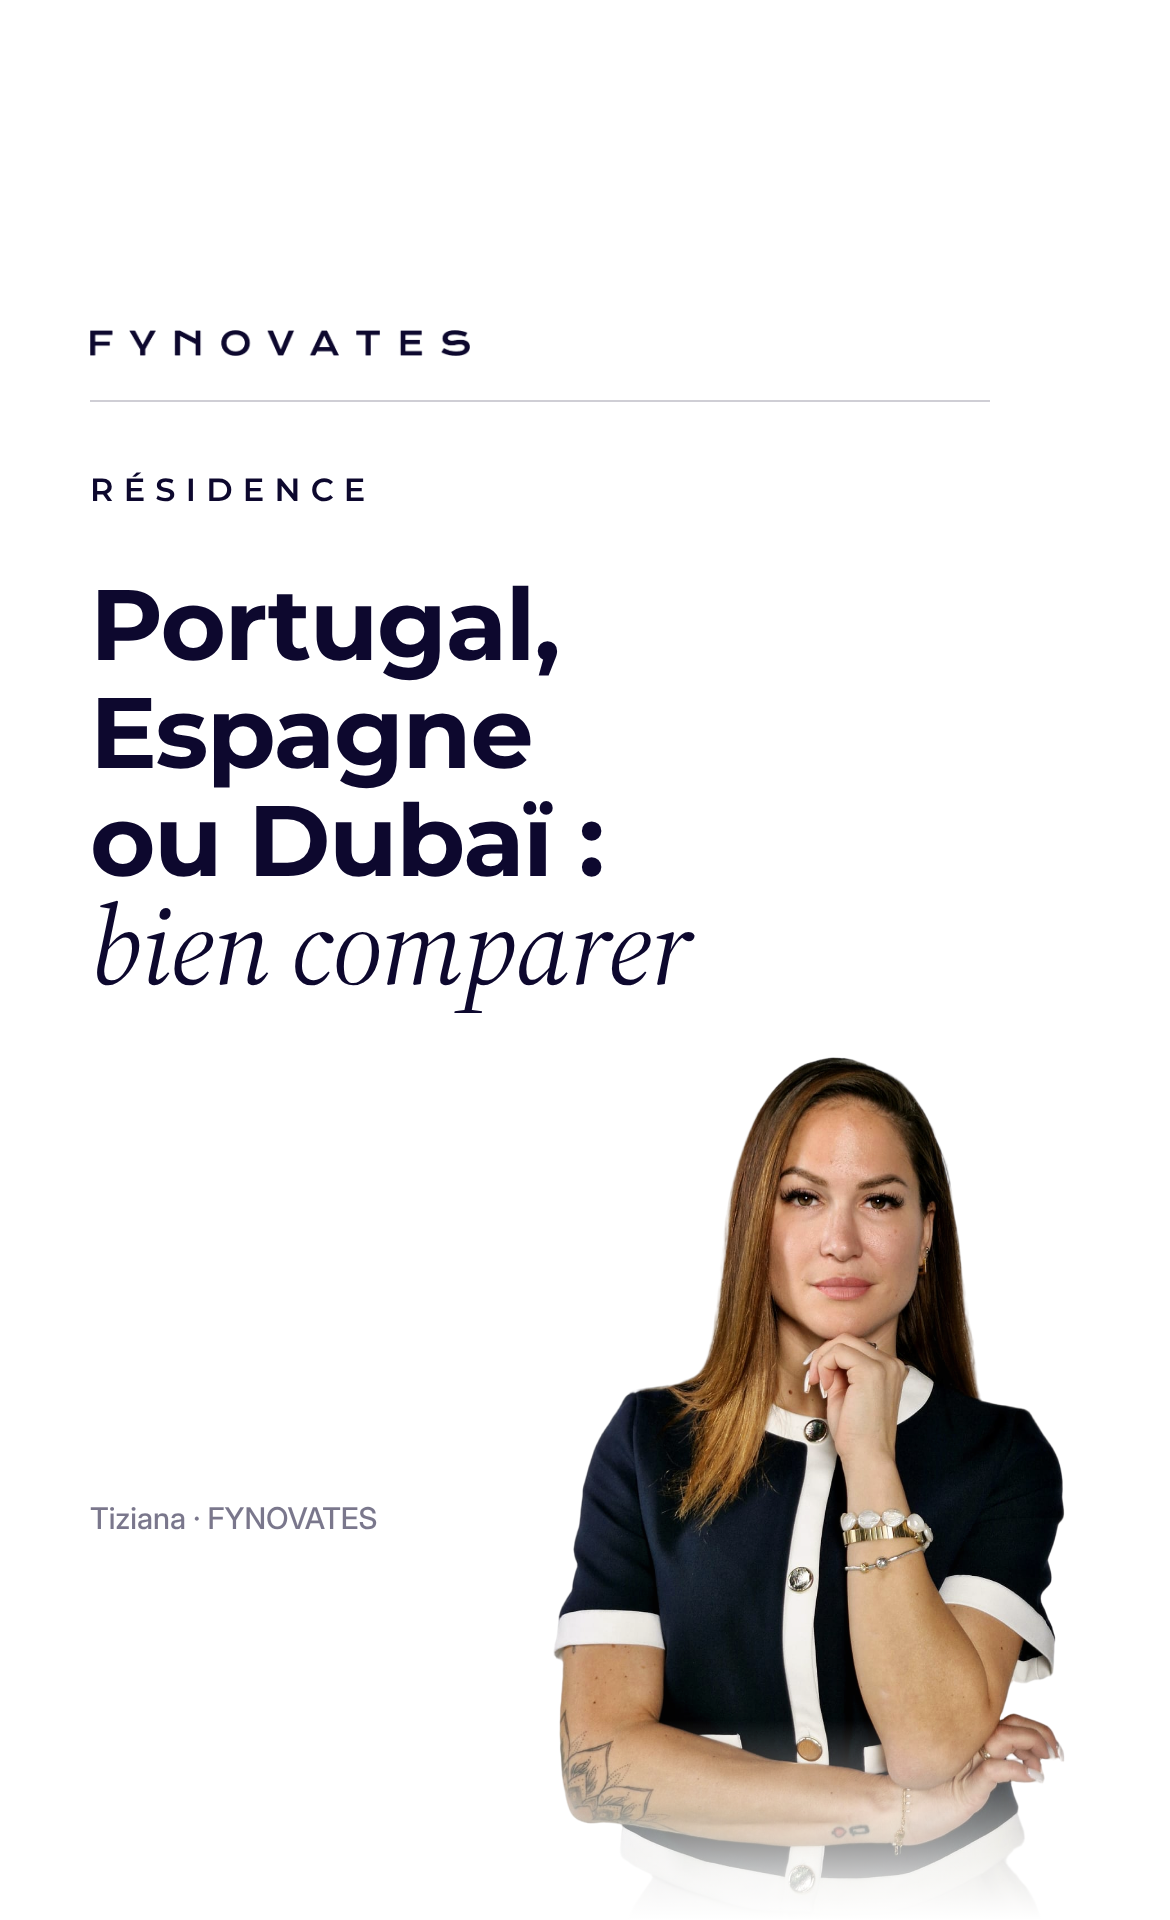 FYNOVATES
RÉSIDENCE
Portugal,
Espagne
ou Dubaï :
bien comparer
Tiziana · FYNOVATES